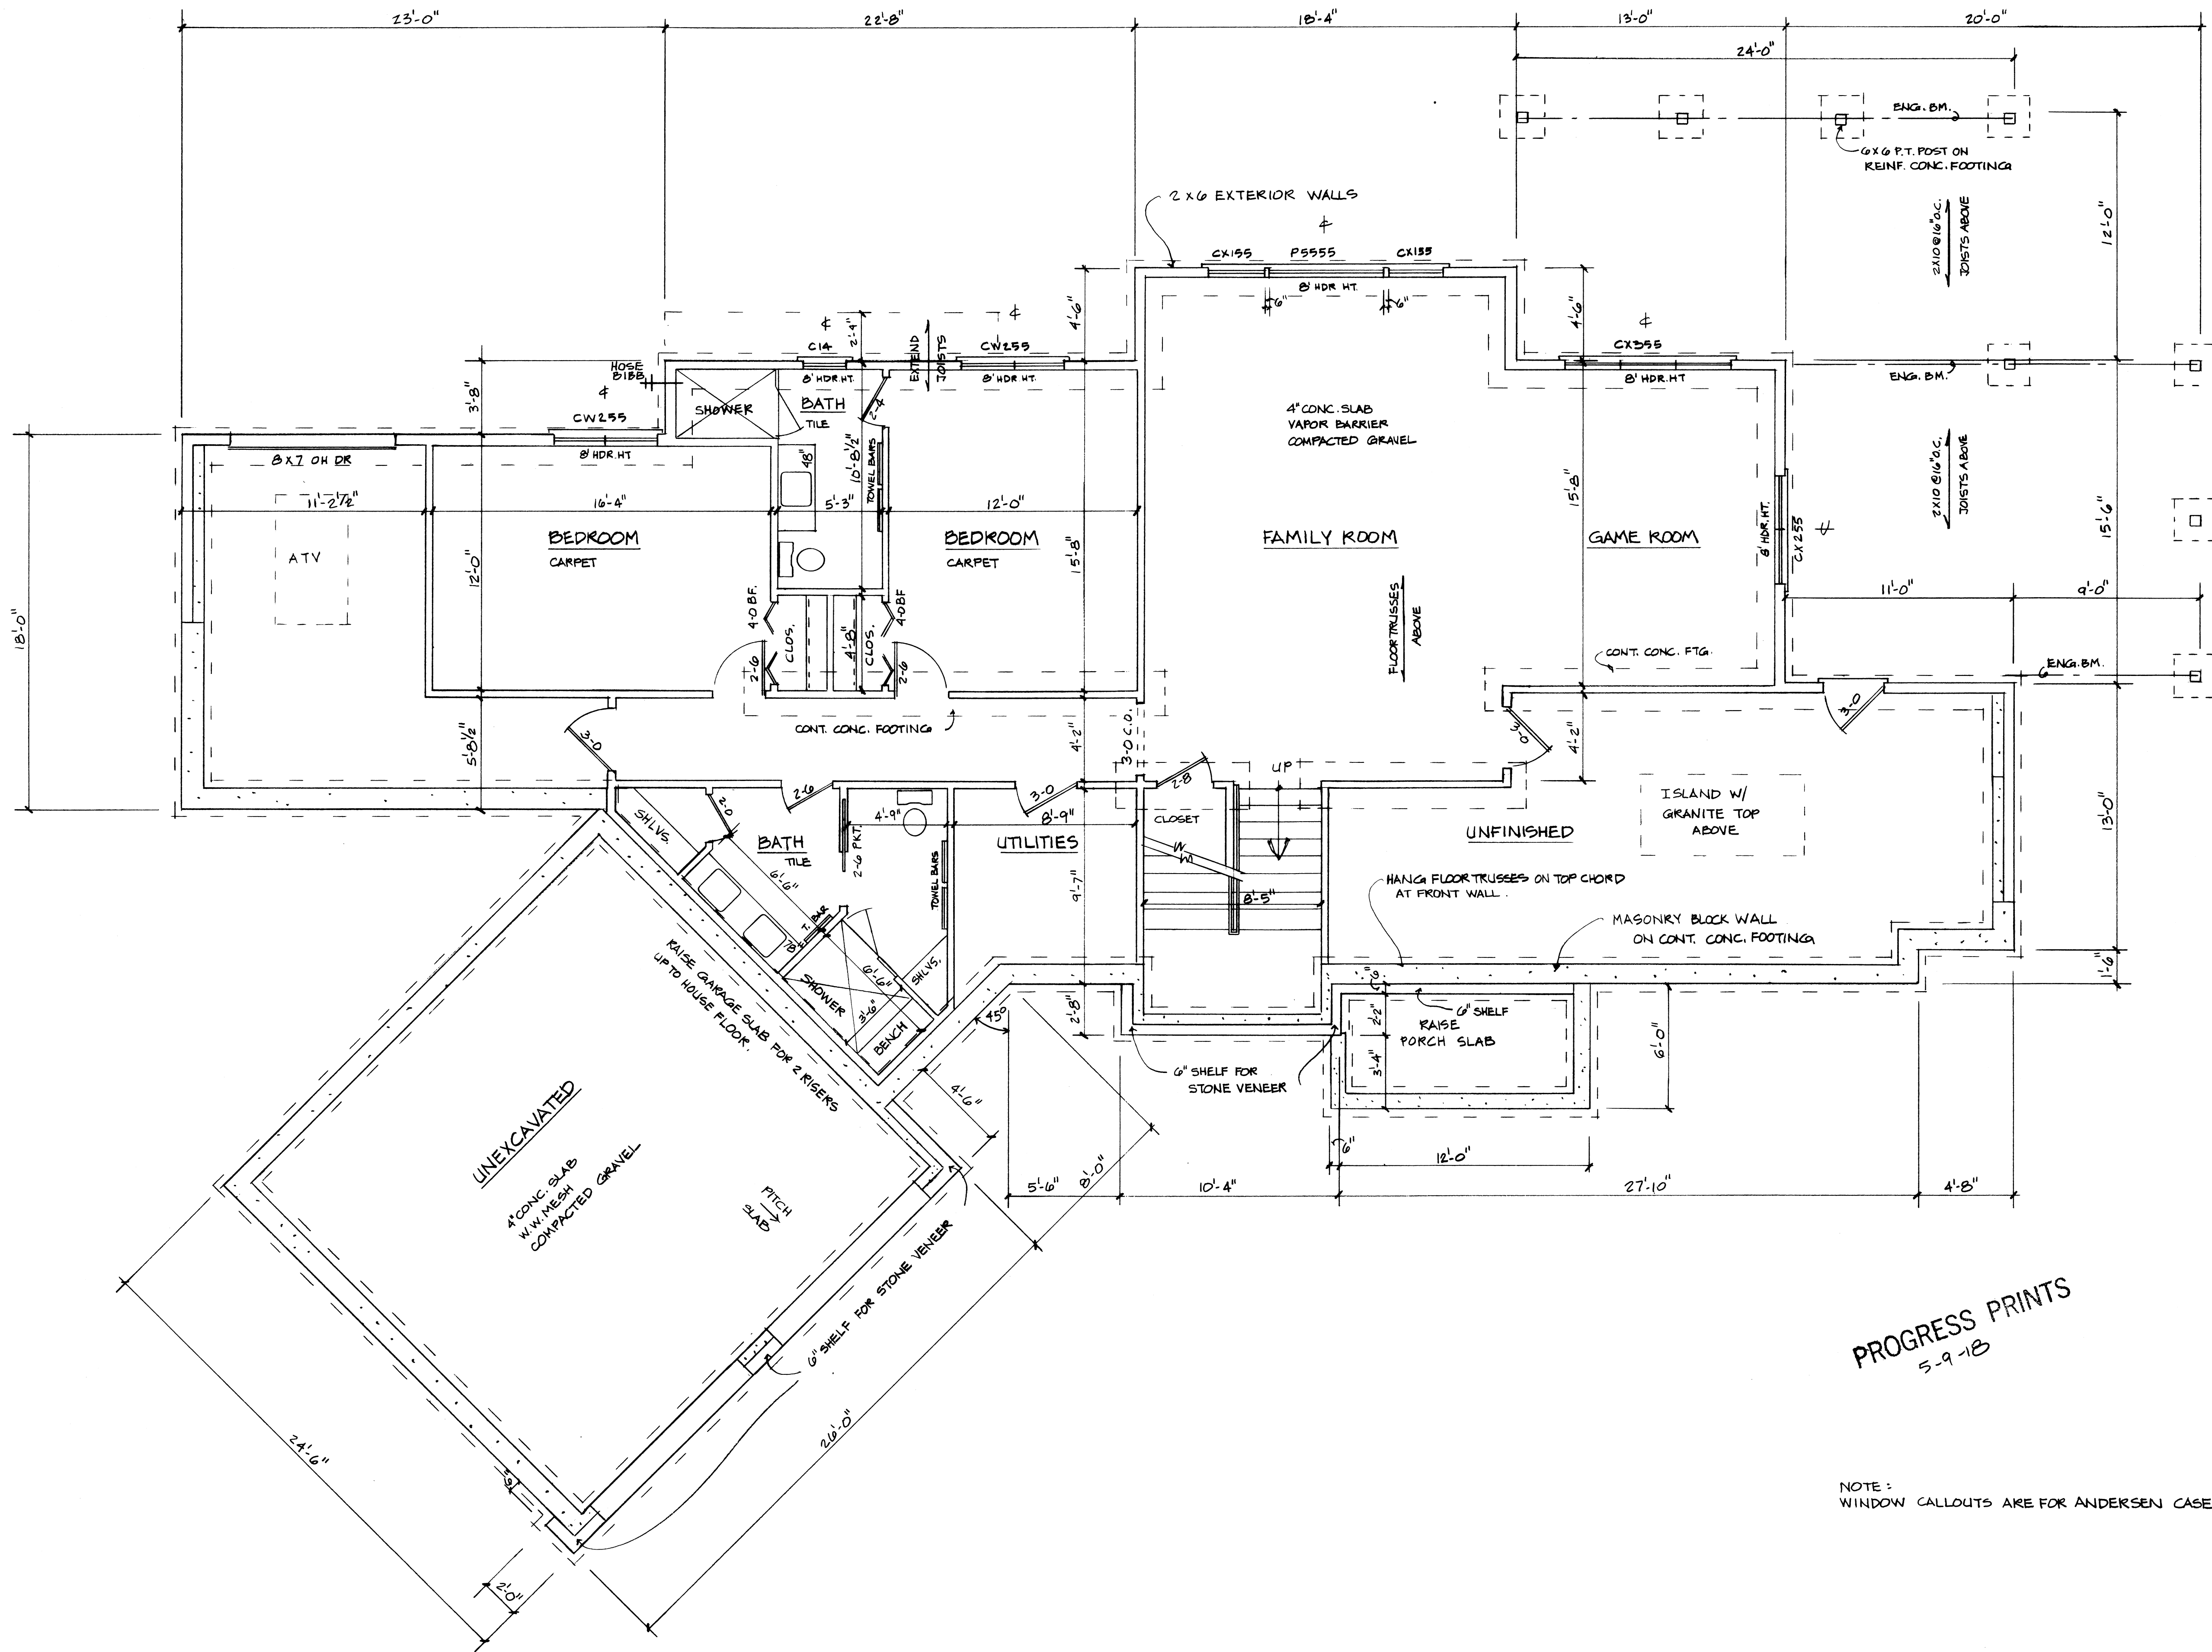 23'-0"
22'-8"
18'-4"
13'-0"
20'-0"
24'-0"
ENG. BM.
6X6 P.T. POST ON
REINF. CONC. FOOTING
2 X 6 EXTERIOR WALLS
2X10 @ 16" O.C.
JOISTS ABOVE
12'-0"
CX155
P5555
CX155
8' HDR HT.
6"
6"
4'-6"
4'-6"
2'-4"
C14
8' HDR.HT.
EXTEND
JOISTS
CW255
8' HDR HT.
CX355
8' HDR.HT
ENG. BM.
HOSE
BIBB
3'-8"
CW255
8' HDR.HT
SHOWER
BATH
TILE
2-4
4" CONC. SLAB
VAPOR BARRIER
COMPACTED GRAVEL
8X7 OH DR
11'-2½"
ATV
16'-4"
BEDROOM
CARPET
12'-0"
48"
5'-3"
10'-8½"
TOWEL BARS
12'-0"
BEDROOM
CARPET
15'-8"
FAMILY ROOM
15'-8"
GAME ROOM
8' HDR. HT.
CX255
2X10 @ 16" O.C.
JOISTS ABOVE
15'-6"
11'-0"
9'-0"
18'-0"
4-0 BF.
CLOS.
4'-8"
CLOS.
4-0 BF
2-6
2-6
FLOOR TRUSSES
ABOVE
CONT. CONC. FTG.
ENG. BM.
5'-8½"
3-0
CONT. CONC. FOOTING
4'-2"
3-0 C.O.
3-0
4'-2"
3-0
SHLVS.
2-0
2-6
BATH
TILE
4'-9"
2-6 PKT.
3-0
8'-9"
UTILITIES
2-8
CLOSET
UP
UNFINISHED
ISLAND W/
GRANITE TOP
ABOVE
13'-0"
6'-6"
T. BAR
78"
TOWEL BARS
9'-7"
8'-5"
HANG FLOOR TRUSSES ON TOP CHORD
AT FRONT WALL.
MASONRY BLOCK WALL
ON CONT. CONC. FOOTING
1'-6"
RAISE GARAGE SLAB FOR 2 RISERS
UP TO HOUSE FLOOR.
SHOWER
6'-6"
3'-6"
SHLVS.
BENCH
45°
2'-8"
6"
2'-2"
3'-4"
6" SHELF
RAISE
PORCH SLAB
6'-0"
6" SHELF FOR
STONE VENEER
4'-6"
6"
12'-0"
5'-6"
8'-0"
10'-4"
27'-10"
4'-8"
UNEXCAVATED
4" CONC. SLAB
W.W. MESH
COMPACTED GRAVEL
PITCH
SLAB
6" SHELF FOR STONE VENEER
24'-6"
26'-0"
6"
2'-0"
PROGRESS PRINTS
5-9-18
NOTE:
WINDOW CALLOUTS ARE FOR ANDERSEN CASE